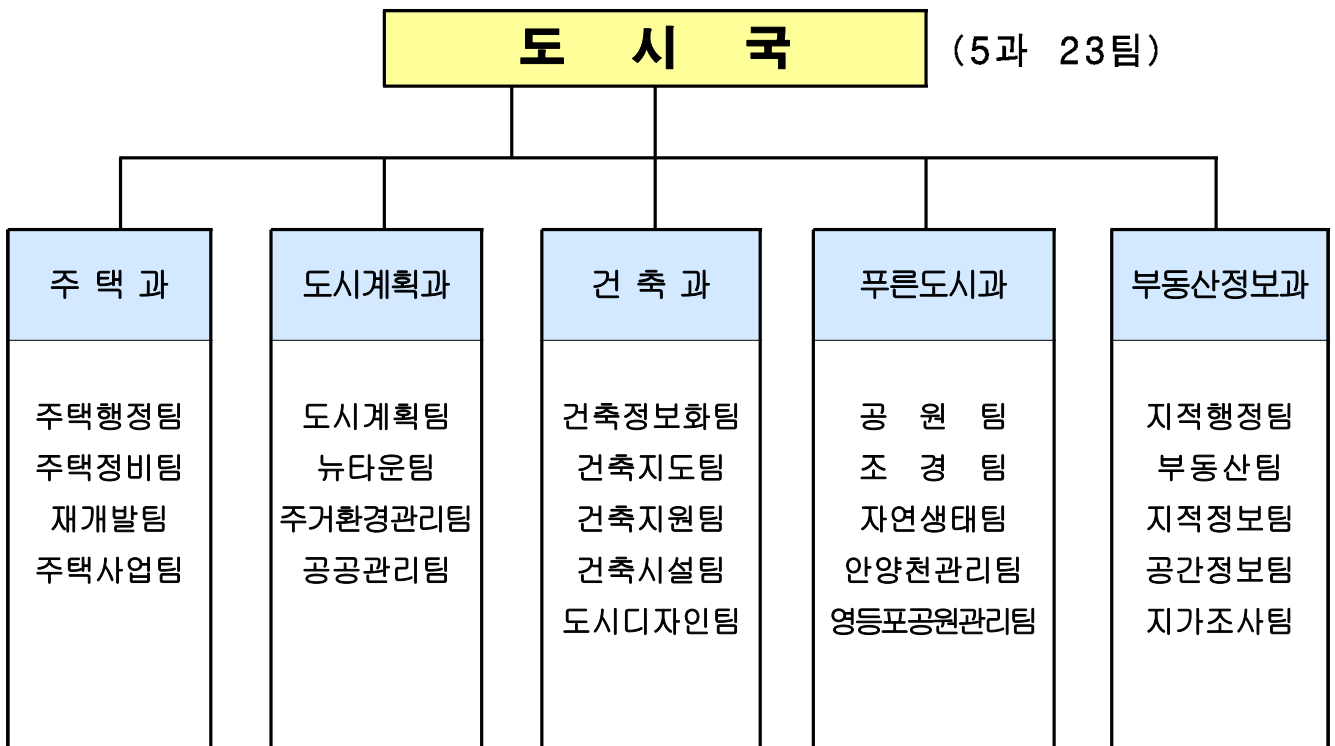 도 시 국 (5과 23팀)
주 택 과
주택행정팀
주택정비팀
재개발팀
주택사업팀
도시계획과
도시계획팀
뉴타운팀
주거환경관리팀
공공관리팀
건 축 과
건축정보화팀
건축지도팀
건축지원팀
건축시설팀
도시디자인팀
푸른도시과
공 원 팀
조 경 팀
자연생태팀
안양천관리팀
영등포공원관리팀
부동산정보과
지적행정팀
부동산팀
지적정보팀
공간정보팀
지가조사팀